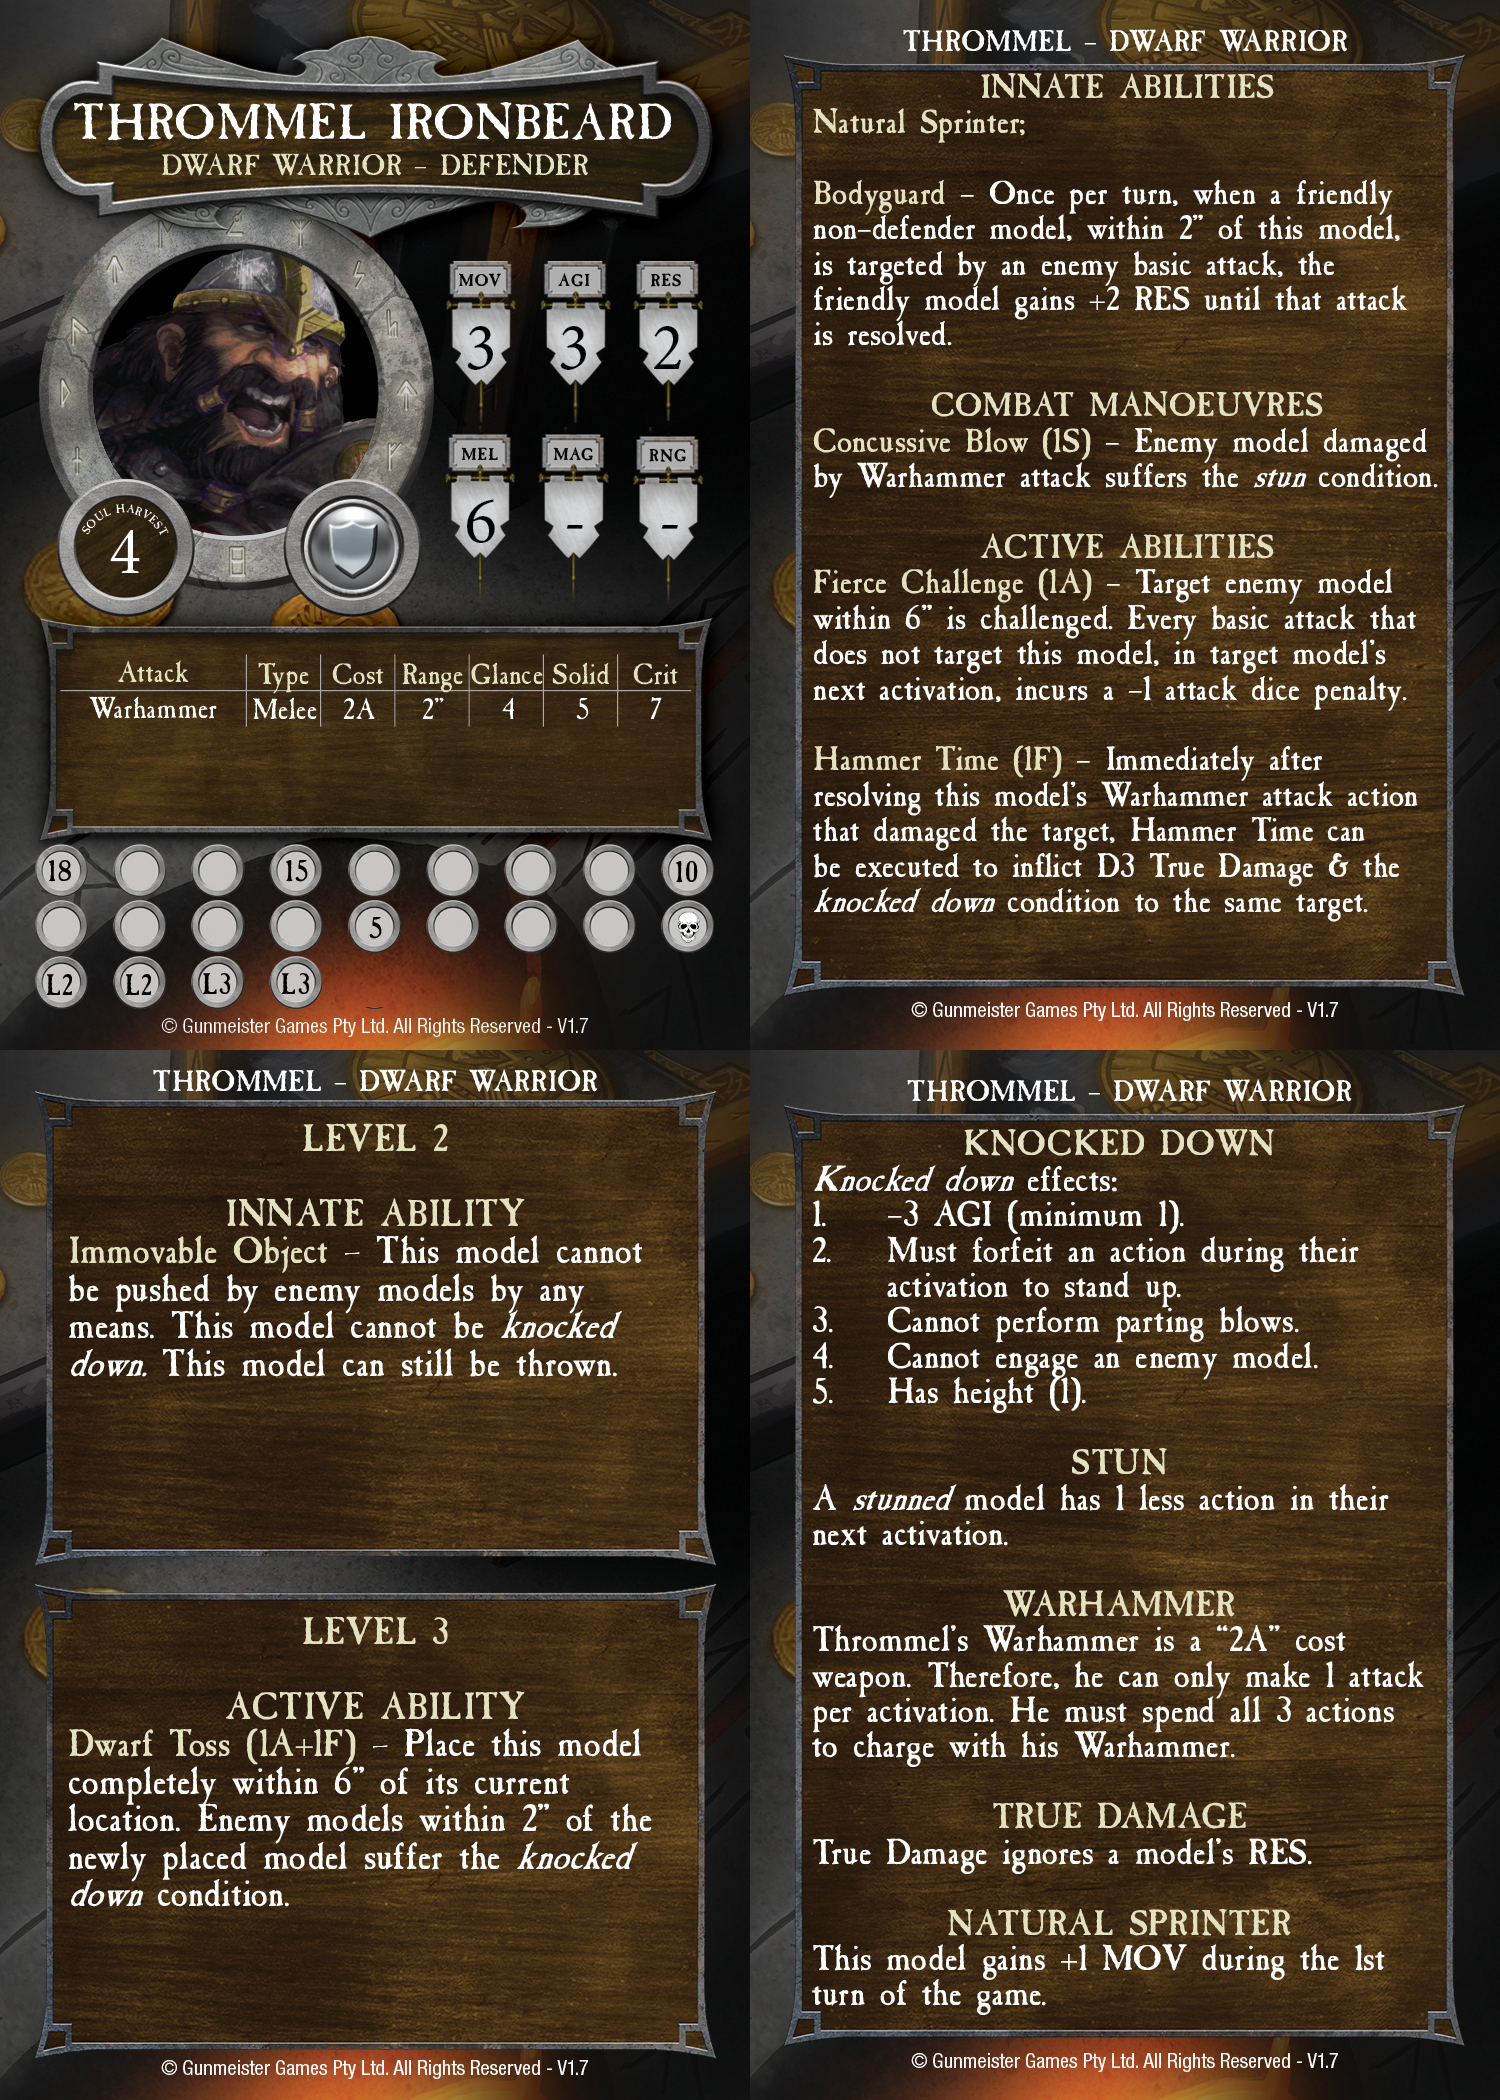 THROMMEL IRONBEARD
DWARF WARRIOR – DEFENDER
MOV AGI RES
3 3 2
MEL MAG RNG
6 - -
SOUL HARVEST
4
Attack Type Cost Range Glance Solid Crit
Warhammer Melee 2A 2" 4 5 7
18 15 10
5
L2 L2 L3 L3
© Gunmeister Games Pty Ltd. All Rights Reserved - V1.7
THROMMEL – DWARF WARRIOR
INNATE ABILITIES
Natural Sprinter;
Bodyguard – Once per turn, when a friendly
non-defender model, within 2" of this model,
is targeted by an enemy basic attack, the
friendly model gains +2 RES until that attack
is resolved.
COMBAT MANOEUVRES
Concussive Blow (1S) – Enemy model damaged
by Warhammer attack suffers the stun condition.
ACTIVE ABILITIES
Fierce Challenge (1A) – Target enemy model
within 6" is challenged. Every basic attack that
does not target this model, in target model's
next activation, incurs a -1 attack dice penalty.
Hammer Time (1F) – Immediately after
resolving this model's Warhammer attack action
that damaged the target, Hammer Time can
be executed to inflict D3 True Damage & the
knocked down condition to the same target.
© Gunmeister Games Pty Ltd. All Rights Reserved - V1.7
THROMMEL – DWARF WARRIOR
LEVEL 2
INNATE ABILITY
Immovable Object – This model cannot
be pushed by enemy models by any
means. This model cannot be knocked
down. This model can still be thrown.
LEVEL 3
ACTIVE ABILITY
Dwarf Toss (1A+1F) – Place this model
completely within 6" of its current
location. Enemy models within 2" of the
newly placed model suffer the knocked
down condition.
© Gunmeister Games Pty Ltd. All Rights Reserved - V1.7
THROMMEL – DWARF WARRIOR
KNOCKED DOWN
Knocked down effects:
1. -3 AGI (minimum 1).
2. Must forfeit an action during their
activation to stand up.
3. Cannot perform parting blows.
4. Cannot engage an enemy model.
5. Has height (1).
STUN
A stunned model has 1 less action in their
next activation.
WARHAMMER
Thrommel's Warhammer is a "2A" cost
weapon. Therefore, he can only make 1 attack
per activation. He must spend all 3 actions
to charge with his Warhammer.
TRUE DAMAGE
True Damage ignores a model's RES.
NATURAL SPRINTER
This model gains +1 MOV during the 1st
turn of the game.
© Gunmeister Games Pty Ltd. All Rights Reserved - V1.7